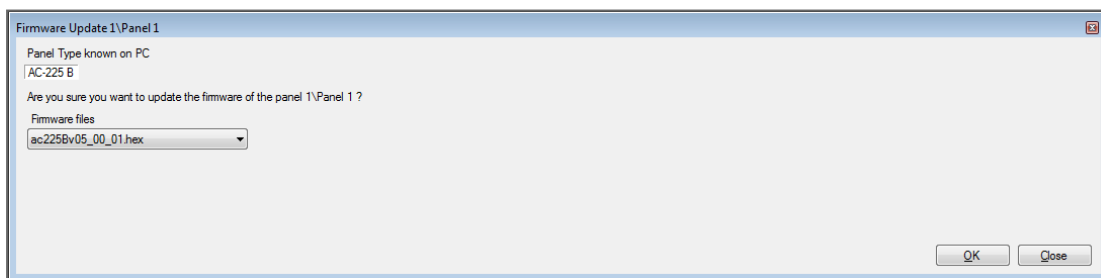 Firmware Update 1\Panel 1
Panel Type known on PC
AC-225 B
Are you sure you want to update the firmware of the panel 1\Panel 1 ?
Firmware files
ac225Bv05_00_01.hex
OK Close